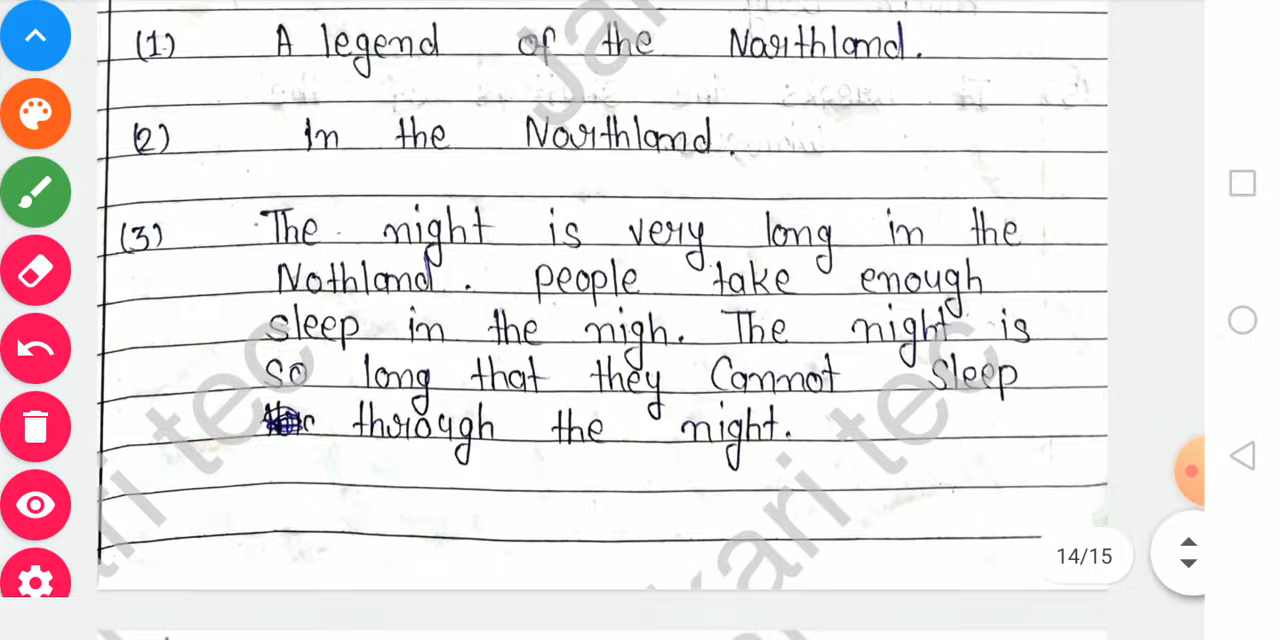 (1) A legend of the Northland.
(2) In the Northland.
(3) The night is very long in the
Nothland. people take enough
sleep in the nigh. The night is
so long that they Cannot sleep
through the night.
14/15